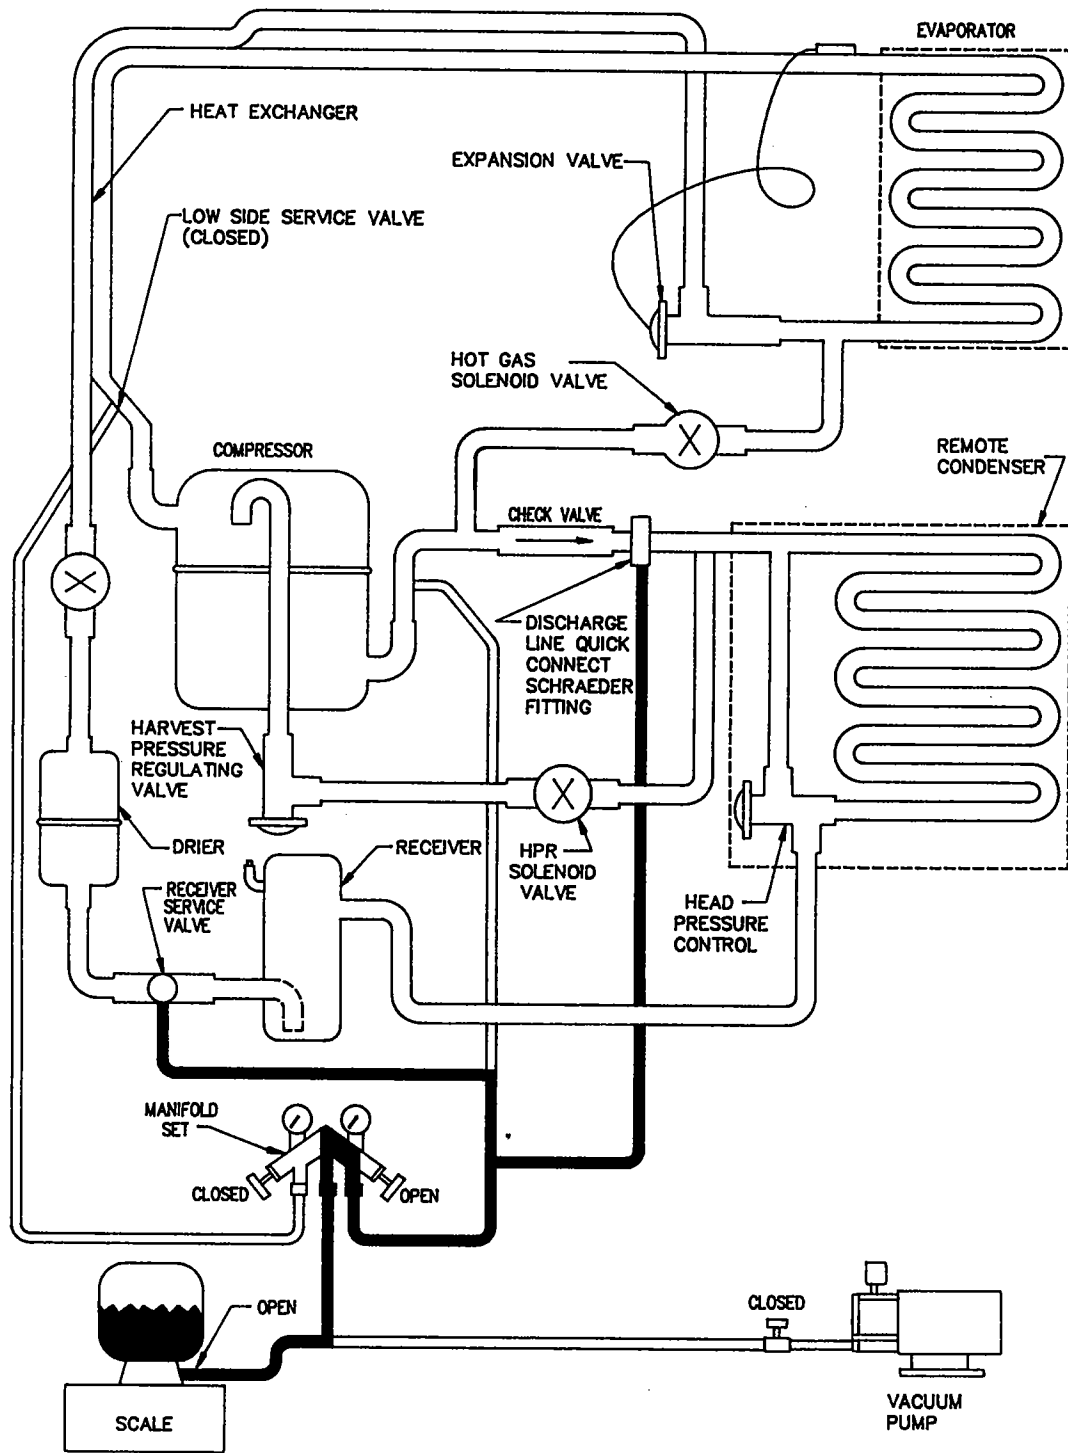 EVAPORATOR
HEAT EXCHANGER
EXPANSION VALVE
LOW SIDE SERVICE VALVE
(CLOSED)
HOT GAS
SOLENOID VALVE
COMPRESSOR
REMOTE
CONDENSER
CHECK VALVE
DISCHARGE
LINE QUICK
CONNECT
SCHRAEDER
FITTING
HARVEST
PRESSURE
REGULATING
VALVE
DRIER
RECEIVER
HPR
SOLENOID
VALVE
RECEIVER
SERVICE
VALVE
HEAD
PRESSURE
CONTROL
MANIFOLD
SET
CLOSED
OPEN
OPEN
CLOSED
SCALE
VACUUM
PUMP